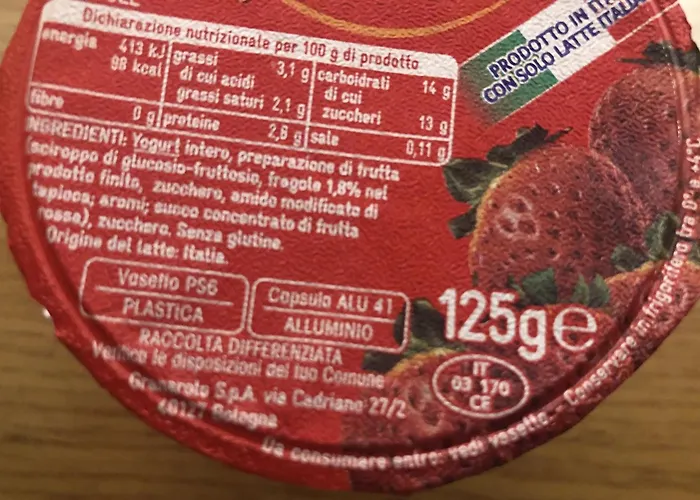 Dichiarazione nutrizionale per 100 g di prodotto
energia 413 kJ
98 kcal
grassi 3,1 g
di cui acidi
grassi saturi 2,1 g
carboidrati 14 g
di cui
zuccheri 13 g
fibre 0 g
proteine 2,8 g
sale 0,11 g
PRODOTTO IN
CON SOLO LATTE ITALI
NGREDIENTI: Yogurt intero, preparazione di frutta
(sciroppo di glucosio-fruttosio, fragole 1,8% nel
prodotto finito, zucchero, amido modificato di
tapioca; aromi; succo concentrato di frutta
rossa), zucchero. Senza glutine.
Origine del latte: Italia.
Vasetto PS6
PLASTICA
Capsula ALU 41
ALLUMINIO
RACCOLTA DIFFERENZIATA
le disposizioni del tuo Comune
Granarolo S.p.A. via Cadriano 27/2
40127 Bologna
125g e
IT
03 170
CE
Da consumare entro: vedi vasetto - Conservare in frigorifero tra 0° e +4°C